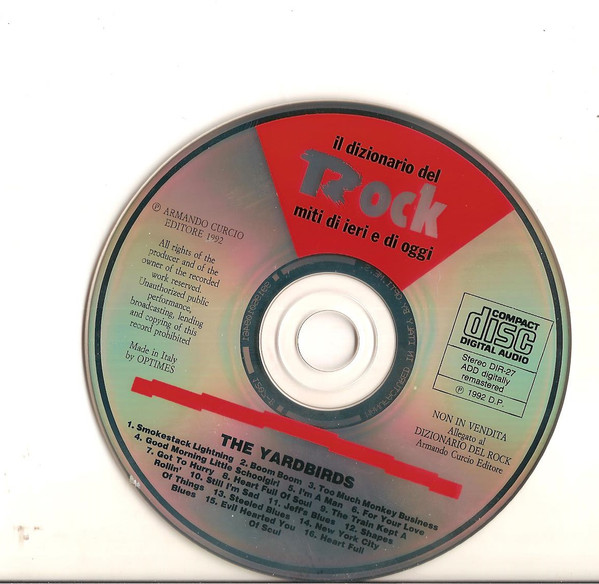 il dizionario del
Rock
miti di ieri e di oggi
℗ ARMANDO CURCIO
EDITORE 1992
All rights of the
producer and of the
owner of the recorded
work reserved.
Unauthorized public
performance,
broadcasting, lending
and copying of this
record prohibited
Made in Italy
by OPTIMES
COMPACT
disc
DIGITAL AUDIO
Stereo DIR-27
ADD digitally
remastered
℗ 1992 D.P.
NON IN VENDITA
Allegato al
DIZIONARIO DEL ROCK
Armando Curcio Editore
THE YARDBIRDS
1. Smokestack Lightning 2. Boom Boom 3. Too Much Monkey Business
4. Good Morning Little Schoolgirl 5. I'm A Man 6. For Your Love
7. Got To Hurry 8. Heart Full Of Soul 9. The Train Kept A
Rollin' 10. Still I'm Sad 11. Jeff's Blues 12. Shapes
Of Things 13. Steeled Blues 14. New York City
Blues 15. Evil Hearted You 16. Heart Full
Of Soul